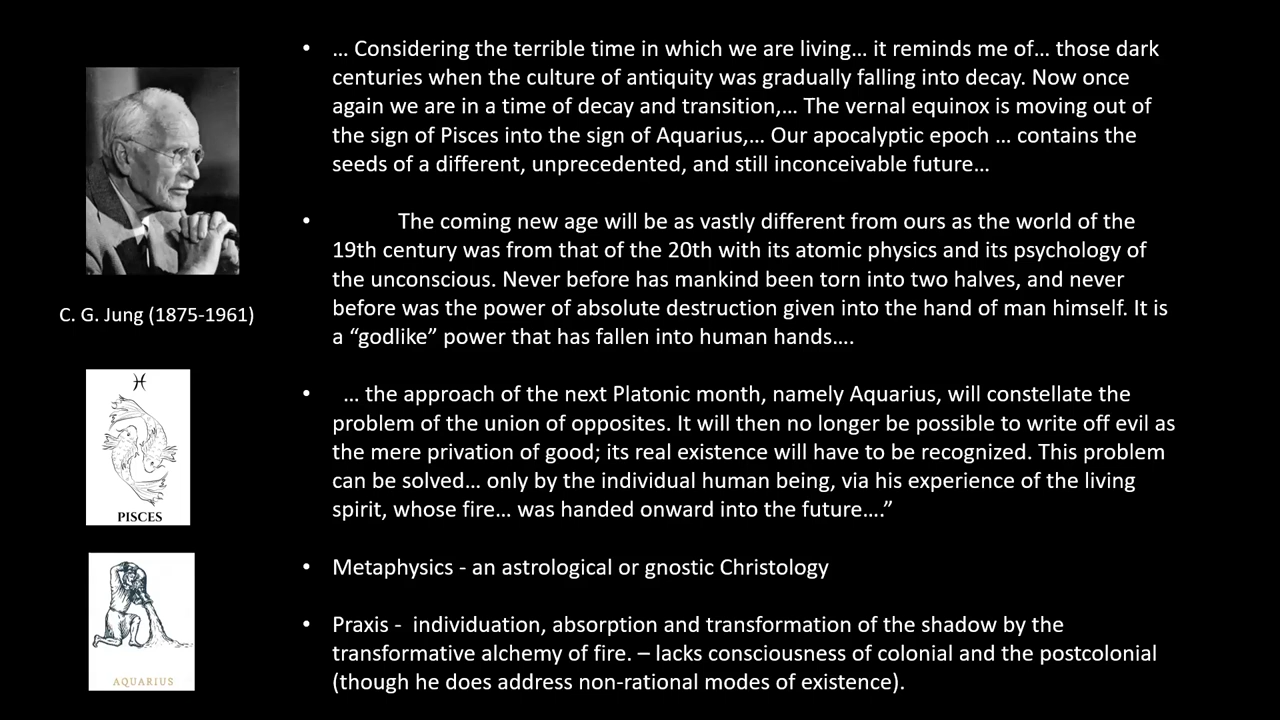 • … Considering the terrible time in which we are living… it reminds me of… those dark
centuries when the culture of antiquity was gradually falling into decay. Now once
again we are in a time of decay and transition,… The vernal equinox is moving out of
the sign of Pisces into the sign of Aquarius,… Our apocalyptic epoch … contains the
seeds of a different, unprecedented, and still inconceivable future…
• The coming new age will be as vastly different from ours as the world of the
19th century was from that of the 20th with its atomic physics and its psychology of
the unconscious. Never before has mankind been torn into two halves, and never
before was the power of absolute destruction given into the hand of man himself. It is
a “godlike” power that has fallen into human hands….
C. G. Jung (1875-1961)
• … the approach of the next Platonic month, namely Aquarius, will constellate the
problem of the union of opposites. It will then no longer be possible to write off evil as
the mere privation of good; its real existence will have to be recognized. This problem
can be solved… only by the individual human being, via his experience of the living
spirit, whose fire… was handed onward into the future….”
PISCES
• Metaphysics - an astrological or gnostic Christology
• Praxis - individuation, absorption and transformation of the shadow by the
transformative alchemy of fire. – lacks consciousness of colonial and the postcolonial
(though he does address non-rational modes of existence).
AQUARIUS